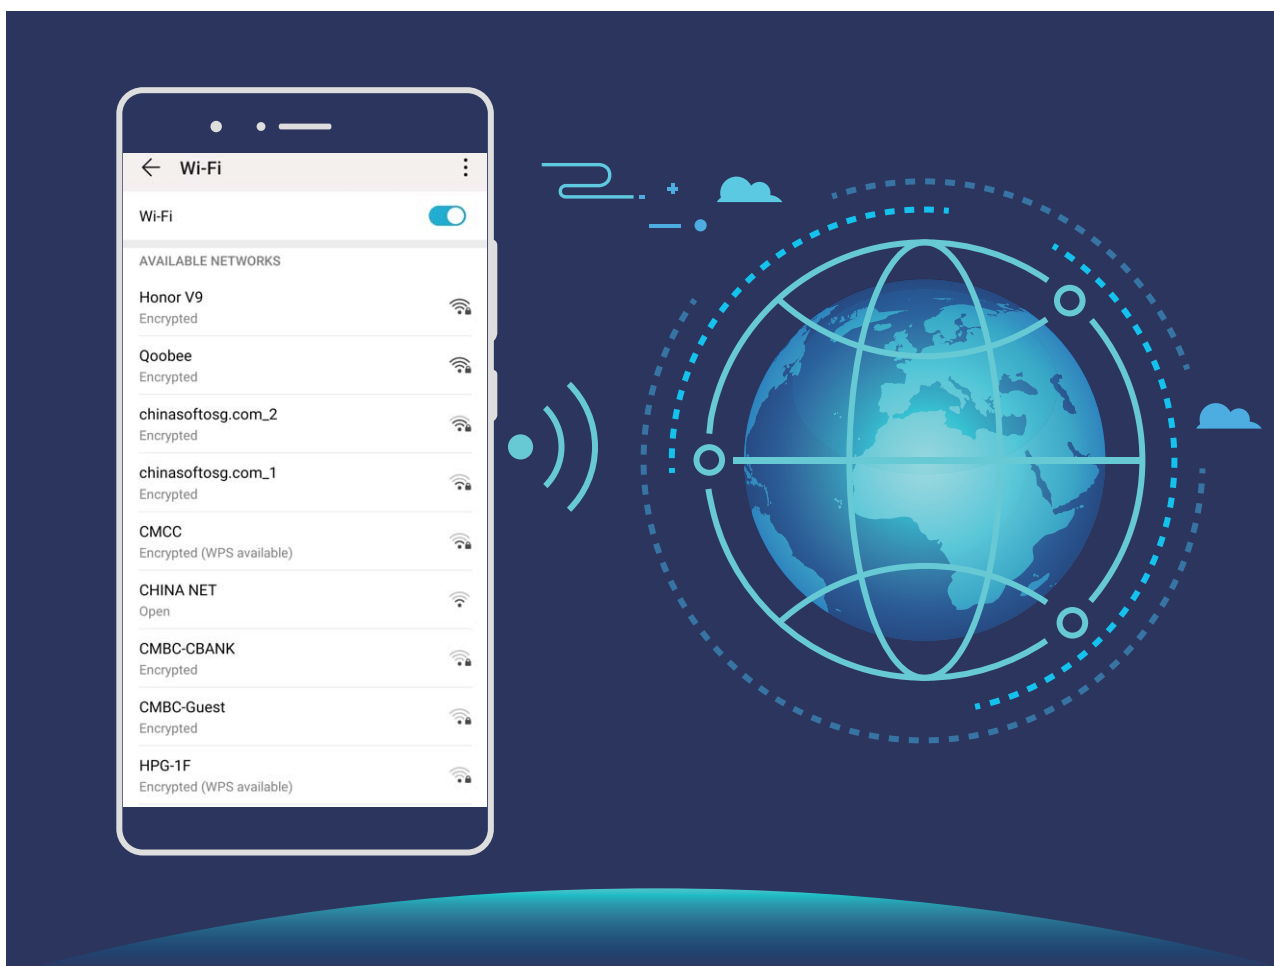 Wi-Fi
Wi-Fi
AVAILABLE NETWORKS
Honor V9
Encrypted
Qoobee
Encrypted
chinasoftosg.com_2
Encrypted
chinasoftosg.com_1
Encrypted
CMCC
Encrypted (WPS available)
CHINA NET
Open
CMBC-CBANK
Encrypted
CMBC-Guest
Encrypted
HPG-1F
Encrypted (WPS available)